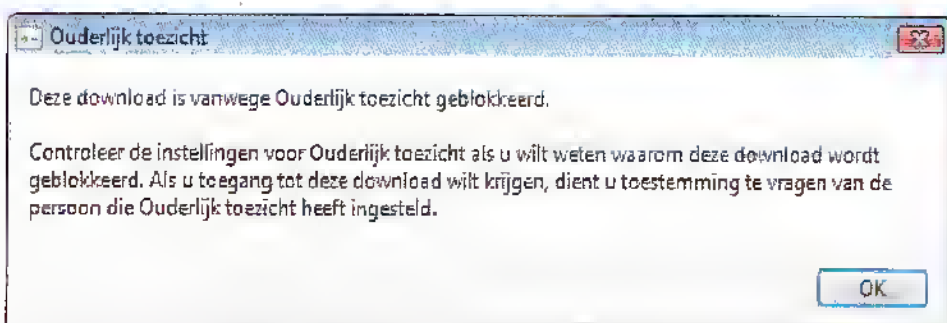 Ouderlijk toezicht
Deze download is vanwege Ouderlijk toezicht geblokkeerd.
Controleer de instellingen voor Ouderlijk toezicht als u wilt weten waarom deze download wordt
geblokkeerd. Als u toegang tot deze download wilt krijgen, dient u toestemming te vragen van de
persoon die Ouderlijk toezicht heeft ingesteld.
OK